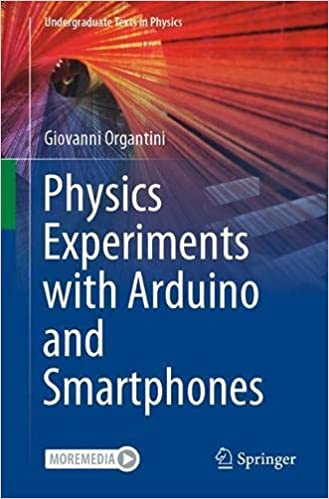 Undergraduate Texts in Physics
Giovanni Organtini
Physics
Experiments
with Arduino
and
Smartphones
MOREMEDIA
Springer